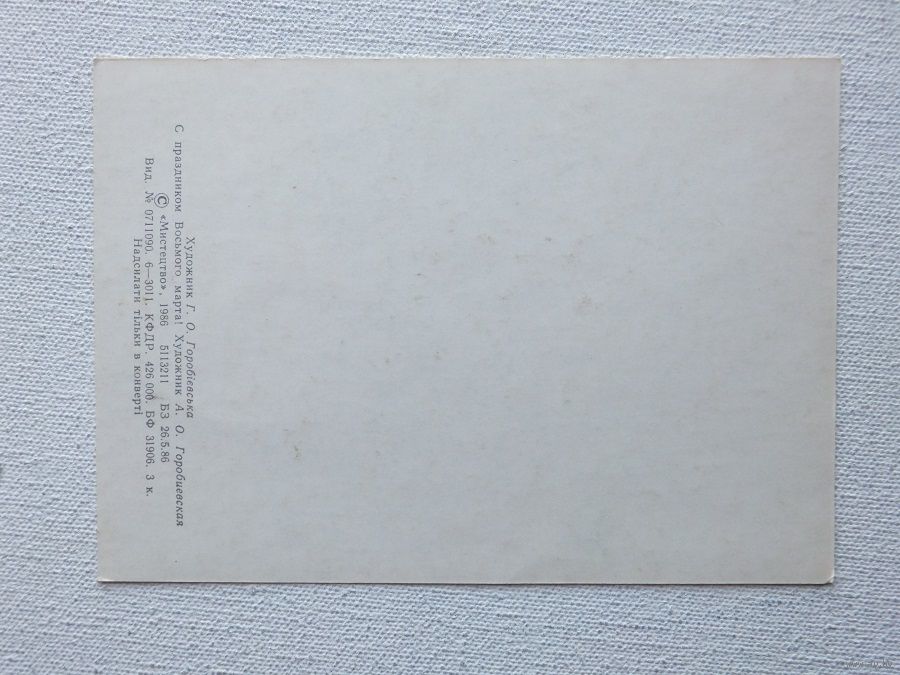 Художник Г. О. Горобієвська
С праздником Восьмого марта! Художник А. О. Горобиевская
© «Мистецтво», 1986 5113211 БЗ 26.5.86
Вид. № 0711090. 6—3011. КФДР. 426 000. БФ 31906. 3 к.
Надсилати тільки в конверті